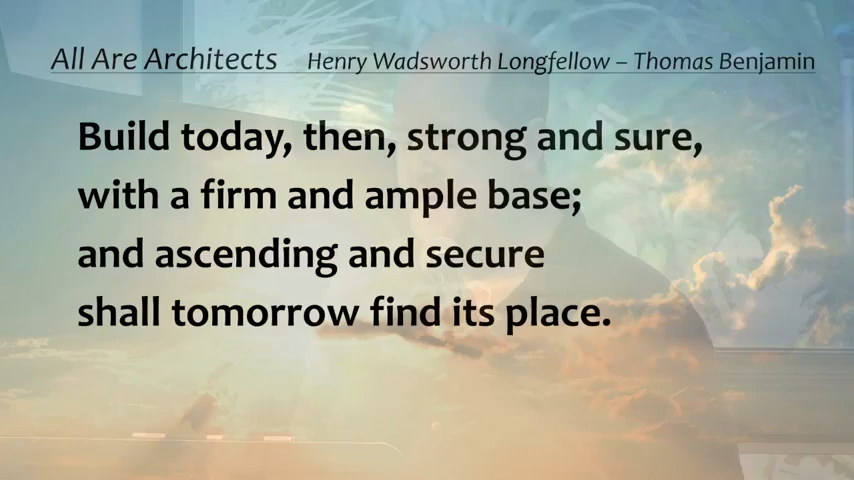 All Are Architects Henry Wadsworth Longfellow – Thomas Benjamin
Build today, then, strong and sure,
with a firm and ample base;
and ascending and secure
shall tomorrow find its place.